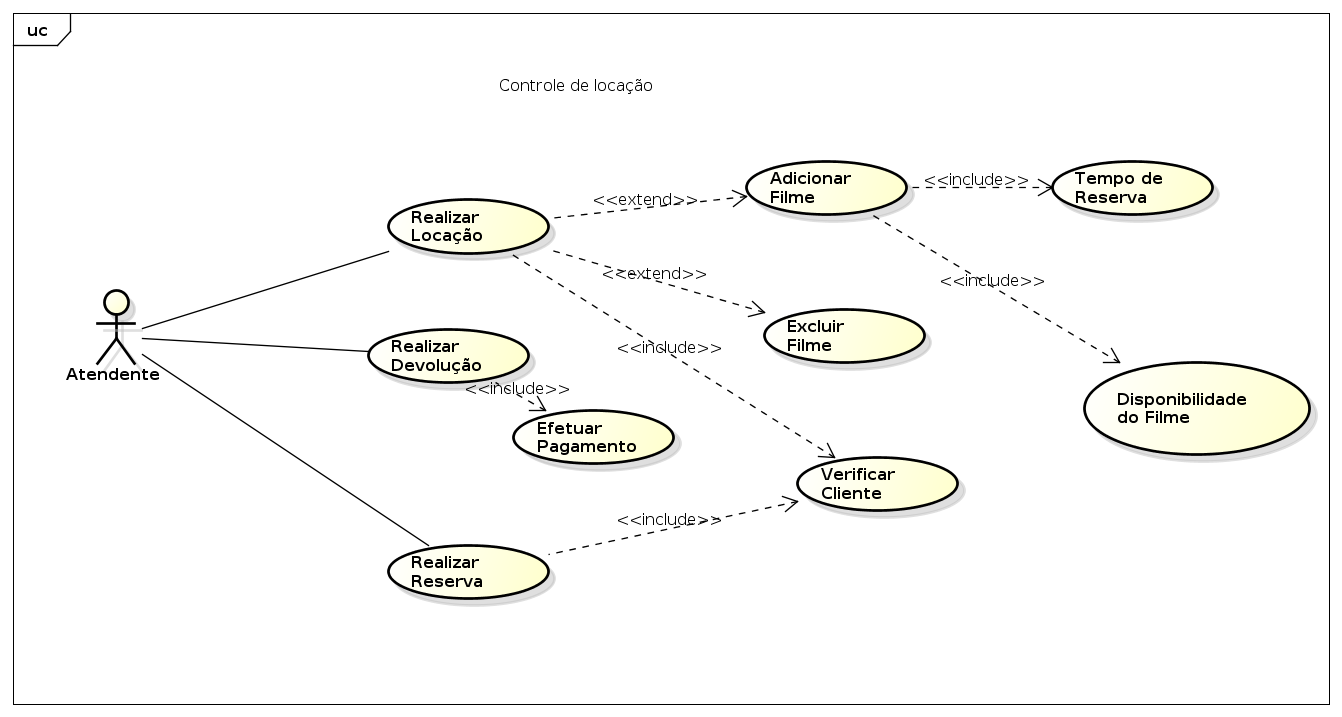 uc
Controle de locação
Adicionar
Filme
<<include>>
Tempo de
Reserva
<<extend>>
Realizar
Locação
<<extend>>
<<include>>
Excluir
Filme
<<include>>
Realizar
Devolução
Atendente
<<include>>
Efetuar
Pagamento
Disponibilidade
do Filme
Verificar
Cliente
<<include>>
Realizar
Reserva